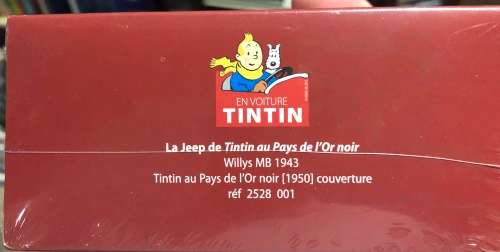 EN VOITURE
TINTIN
La Jeep de Tintin au Pays de l'Or noir
Willys MB 1943
Tintin au Pays de l'Or noir [1950] couverture
réf 2528 001